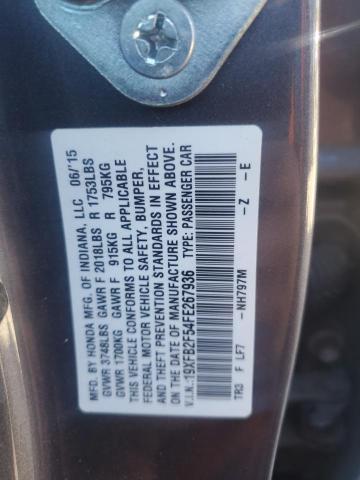 MFD. BY HONDA MFG. OF INDIANA, LLC 06/15
GVWR 3748LBS GAWR F 2018LBS R 1753LBS
GVWR 1700KG GAWR F 915KG R 795KG
THIS VEHICLE CONFORMS TO ALL APPLICABLE
FEDERAL MOTOR VEHICLE SAFETY, BUMPER,
THEFT PREVENTION STANDARDS IN EFFECT
ON THE DATE OF MANUFACTURE SHOWN ABOVE.
V.I.N.: 19XFB2F54FE267936 TYPE: PASSENGER CAR
-NH797M -Z -E
TR3 F LF7